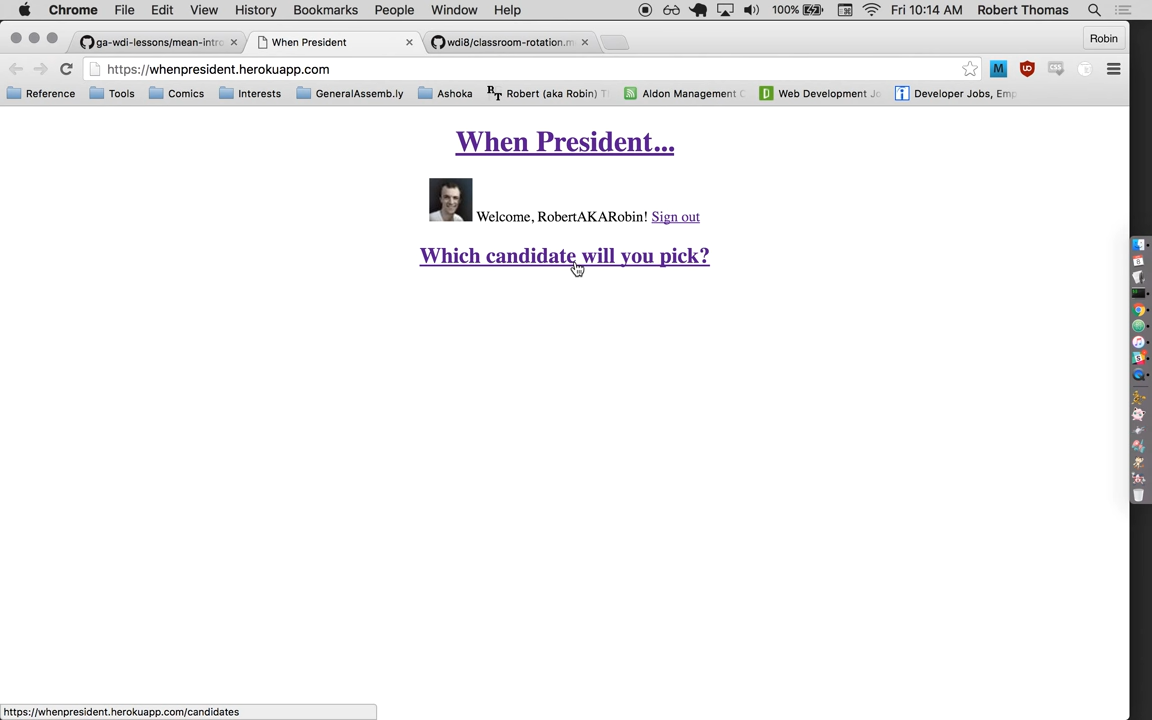 Chrome File Edit View History Bookmarks People Window Help 100% Fri 10:14 AM Robert Thomas
ga-wdi-lessons/mean-intro When President wdi8/classroom-rotation.m Robin
https://whenpresident.herokuapp.com
Reference Tools Comics Interests GeneralAssemb.ly Ashoka Robert (aka Robin) T Aldon Management C Web Development Jo Developer Jobs, Emp
When President...
Welcome, RobertAKARobin! Sign out
Which candidate will you pick?
https://whenpresident.herokuapp.com/candidates